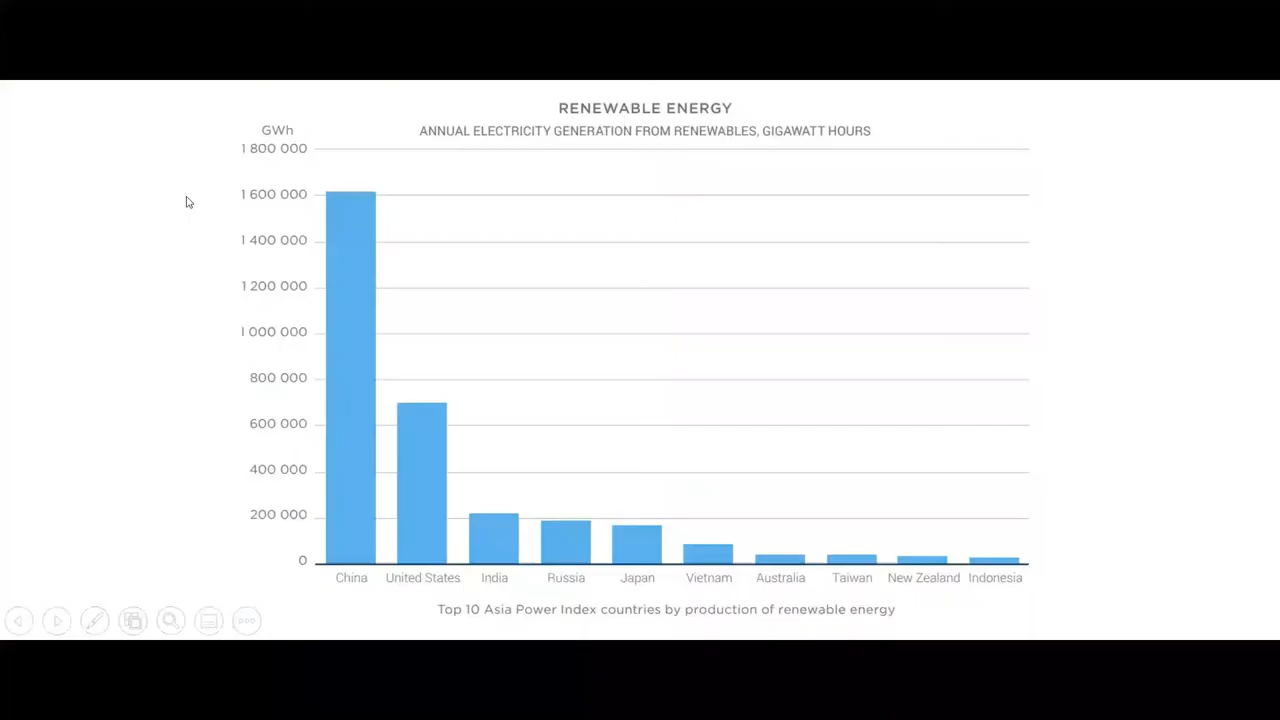 RENEWABLE ENERGY
ANNUAL ELECTRICITY GENERATION FROM RENEWABLES, GIGAWATT HOURS
GWh
1 800 000
1 600 000
1 400 000
1 200 000
1 000 000
800 000
600 000
400 000
200 000
0
China United States India Russia Japan Vietnam Australia Taiwan New Zealand Indonesia
Top 10 Asia Power Index countries by production of renewable energy